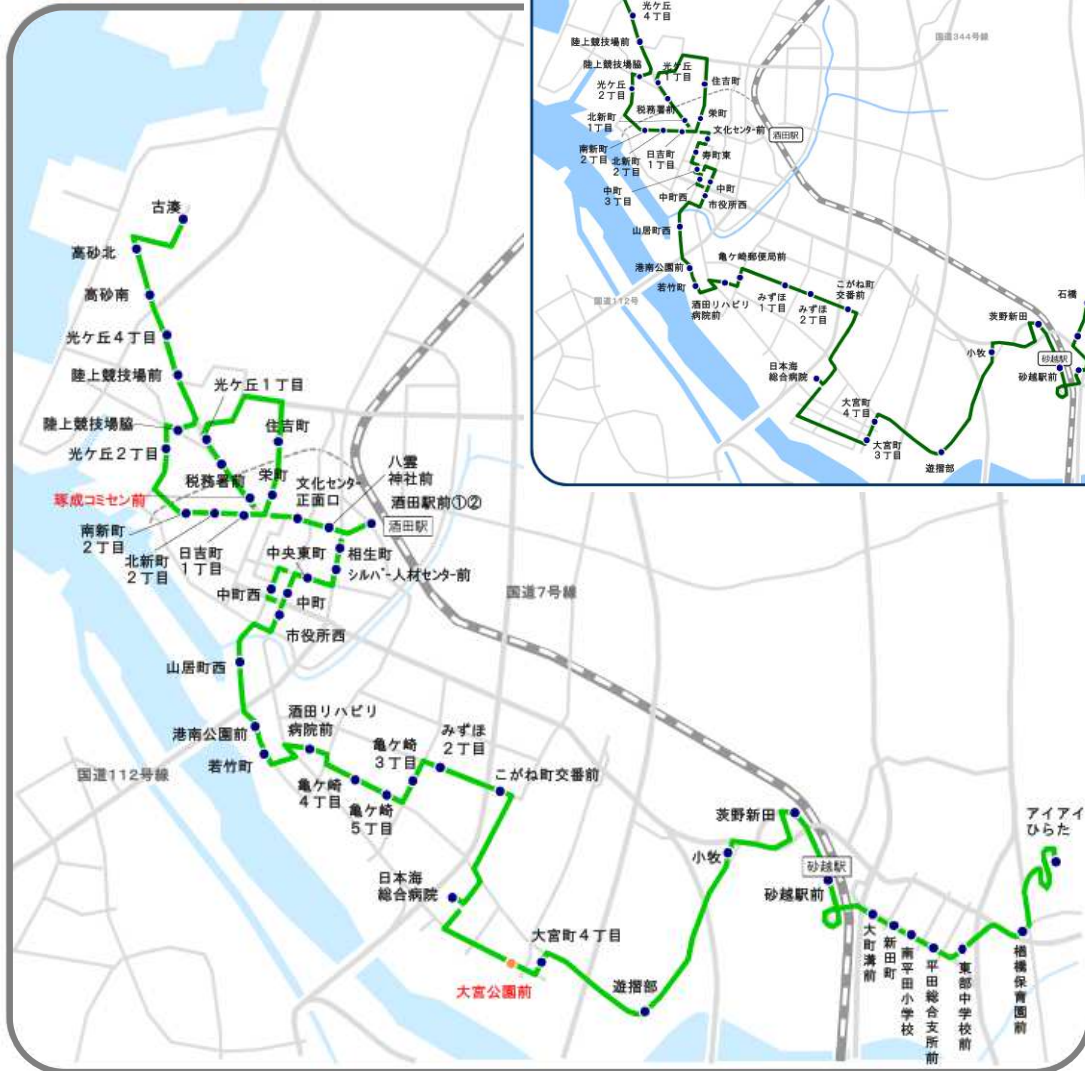 光ケ丘
4丁目
国道344号線
陸上競技場前
陸上競技場脇
光ケ丘
1丁目
光ケ丘
2丁目
住吉町
税務署前
北新町
1丁目
栄町
文化センター前
酒田駅
南新町
2丁目
北新町
2丁目
日吉町
1丁目
寿町東
中町
3丁目
中町西
中町
市役所西
山居町西
亀ケ崎郵便局前
港南公園前
若竹町
国道112号
酒田リハビリ
病院前
みずほ
1丁目
みずほ
2丁目
こがね町
交番前
石橋
茨野新田
小牧
砂越駅
砂越駅前
日本海
総合病院
大宮町
4丁目
大宮町
3丁目
遊摺部
古湊
高砂北
高砂南
光ケ丘4丁目
陸上競技場前
光ケ丘1丁目
陸上競技場脇
住吉町
光ケ丘2丁目
税務署前
栄町
文化センター
正面口
八雲
神社前
酒田駅前①②
酒田駅
琢成コミセン前
南新町
2丁目
北新町
2丁目
日吉町
1丁目
中央東町
相生町
シルバー人材センター前
中町西
中町
市役所西
国道7号線
山居町西
酒田リハビリ
病院前
港南公園前
若竹町
国道112号線
亀ケ崎
4丁目
亀ケ崎
5丁目
亀ケ崎
3丁目
みずほ
2丁目
こがね町交番前
日本海
総合病院
大宮町4丁目
大宮公園前
遊摺部
小牧
茨野新田
砂越駅
砂越駅前
大町溝前
新田町
南平田小学校
平田総合支所前
東部中学校前
楢橋保育園前
アイアイ
ひらた